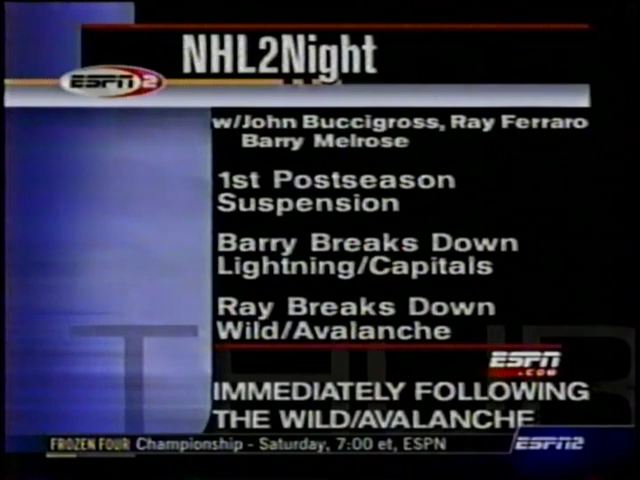 NHL2Night
ESPN2
w/John Buccigross, Ray Ferraro
Barry Melrose
1st Postseason
Suspension
Barry Breaks Down
Lightning/Capitals
Ray Breaks Down
Wild/Avalanche
ESPN
.COM
IMMEDIATELY FOLLOWING
THE WILD/AVALANCHE
FROZEN FOUR Championship - Saturday, 7:00 et, ESPN
ESPN2